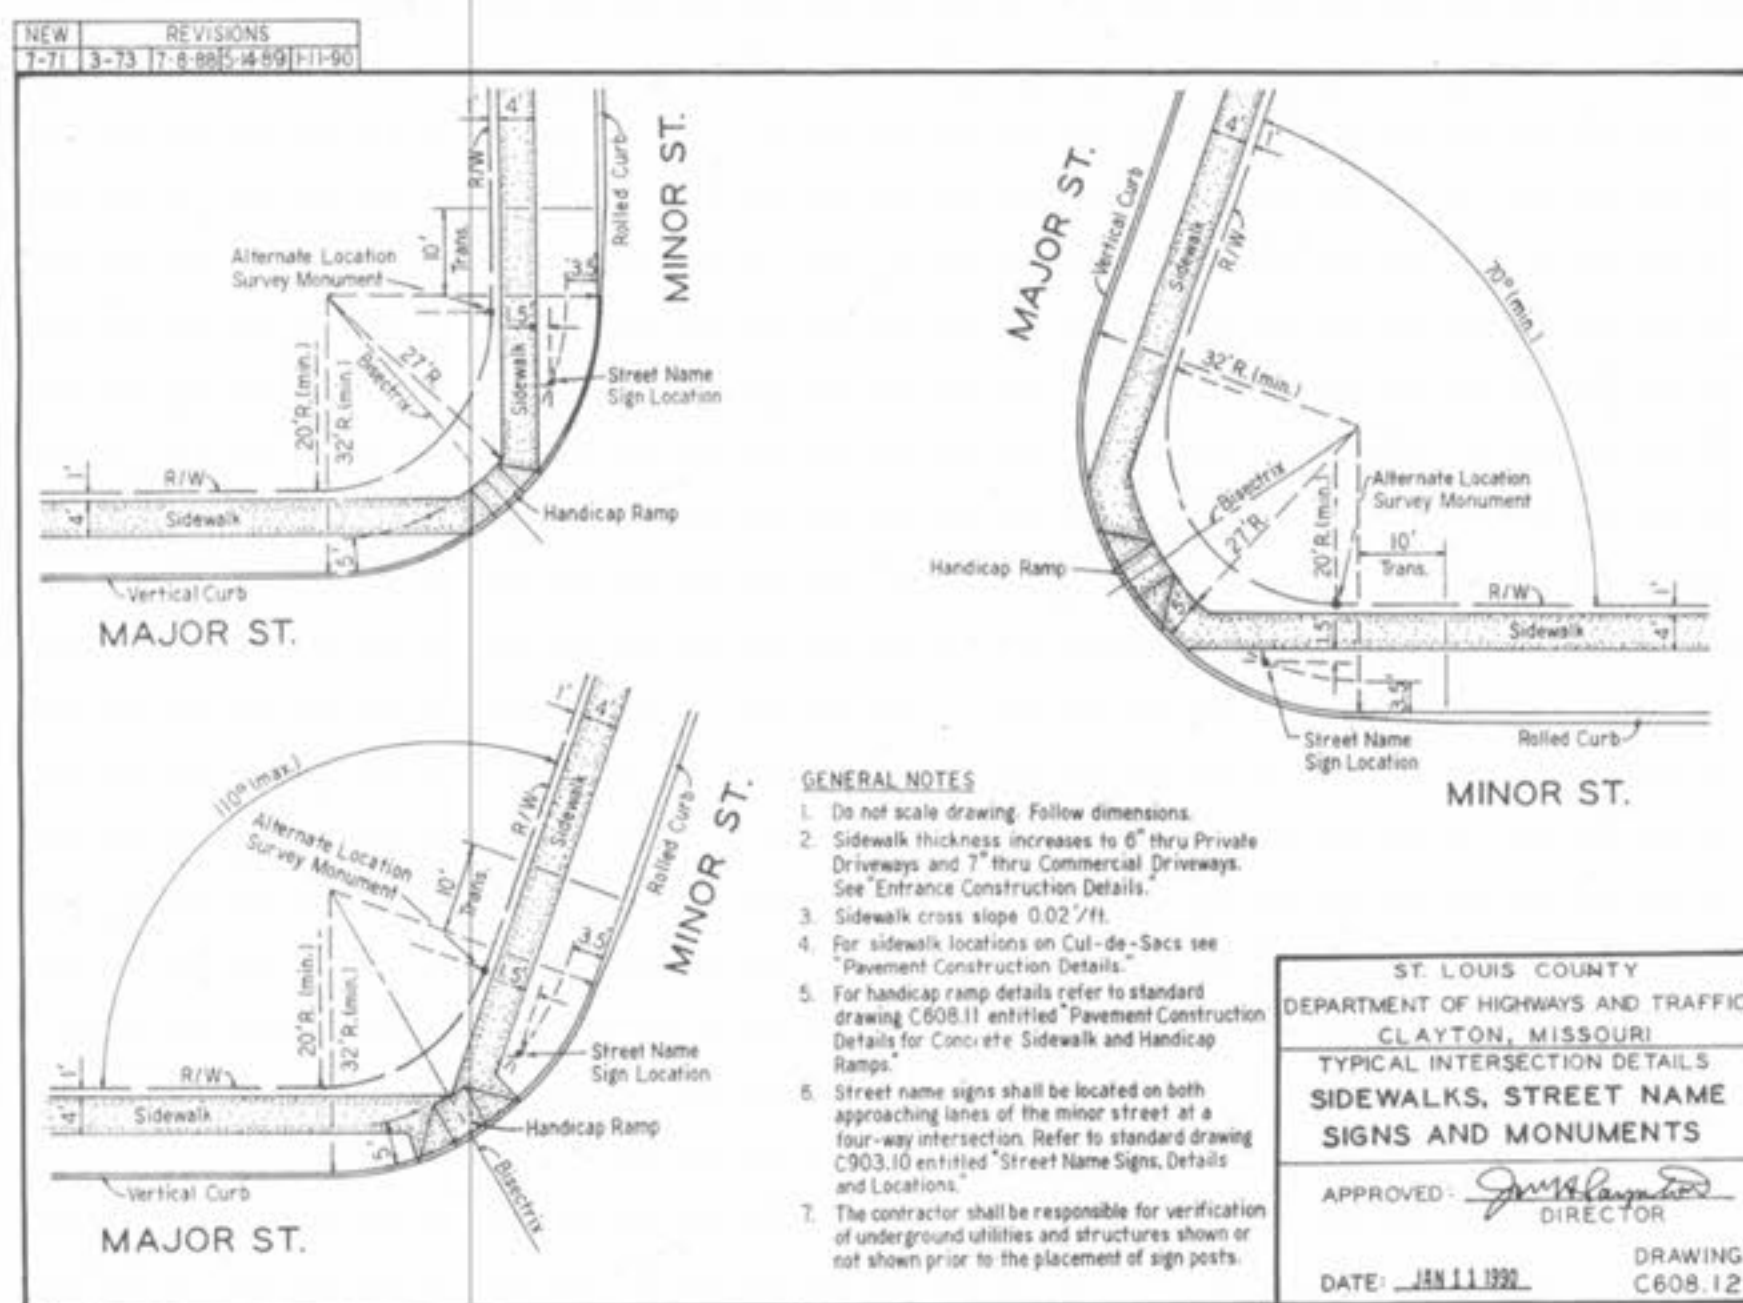 NEW REVISIONS
7-71 3-73 7-8-88 5-14-89 1-11-90
1' 4'
R/W
Rolled Curb
MINOR ST.
10'
Trans.
Alternate Location
Survey Monument
3.5'
27'R.
Bisectrix
20'R.(min.)
32'R.(min.)
Sidewalk
Street Name
Sign Location
Handicap Ramp
R/W
1'
4'
Sidewalk
5'
Vertical Curb
MAJOR ST.
4'
1'
MAJOR ST.
Vertical Curb
Sidewalk
R/W
70° (min.)
32'R.(min.)
Bisectrix
27'R
20'R.(min.)
Alternate Location
Survey Monument
10'
Trans.
Handicap Ramp
5'
R/W
1'
1.5'
Sidewalk
4'
3.5'
Street Name
Sign Location
Rolled Curb
MINOR ST.
110° (max.)
1'
4'
R/W
Sidewalk
Rolled Curb
MINOR ST.
Alternate Location
Survey Monument
10'
Trans.
3.5'
20'R. (min.)
32'R.(min.)
Street Name
Sign Location
R/W
1'
4'
Sidewalk
5'
Handicap Ramp
Bisectrix
Vertical Curb
MAJOR ST.
GENERAL NOTES
1. Do not scale drawing. Follow dimensions.
2. Sidewalk thickness increases to 6" thru Private
Driveways and 7" thru Commercial Driveways.
See "Entrance Construction Details."
3. Sidewalk cross slope 0.02'/ft.
4. For sidewalk locations on Cul-de-Sacs see
"Pavement Construction Details."
5. For handicap ramp details refer to standard
drawing C608.11 entitled "Pavement Construction
Details for Concrete Sidewalk and Handicap
Ramps."
6. Street name signs shall be located on both
approaching lanes of the minor street at a
four-way intersection. Refer to standard drawing
C903.10 entitled "Street Name Signs, Details
and Locations."
7. The contractor shall be responsible for verification
of underground utilities and structures shown or
not shown prior to the placement of sign posts.
ST. LOUIS COUNTY
DEPARTMENT OF HIGHWAYS AND TRAFFIC
CLAYTON, MISSOURI
TYPICAL INTERSECTION DETAILS
SIDEWALKS, STREET NAME
SIGNS AND MONUMENTS
APPROVED:
DIRECTOR
DATE: JAN 11 1990
DRAWING
C608.12